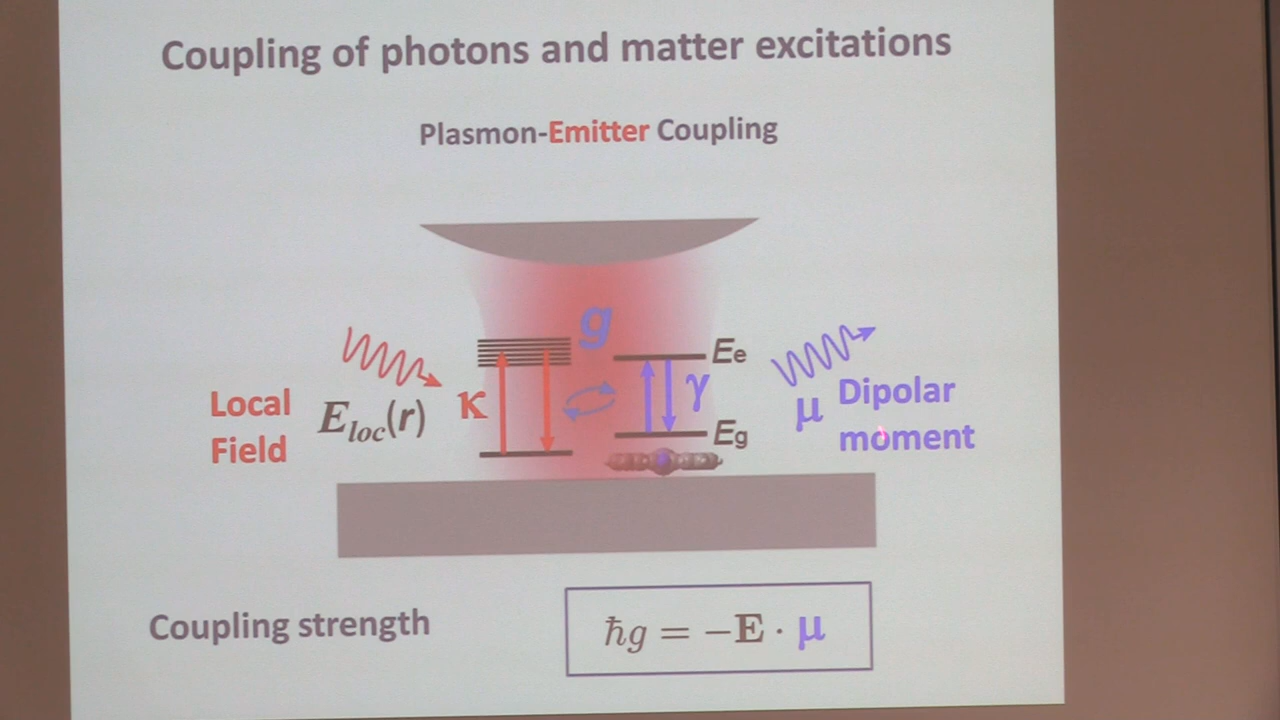 Coupling of photons and matter excitations
Plasmon-Emitter Coupling
g
Ee
Local
Field
E_loc(r)
κ
γ
μ
Dipolar
moment
Eg
Coupling strength
ħg = −E · μ